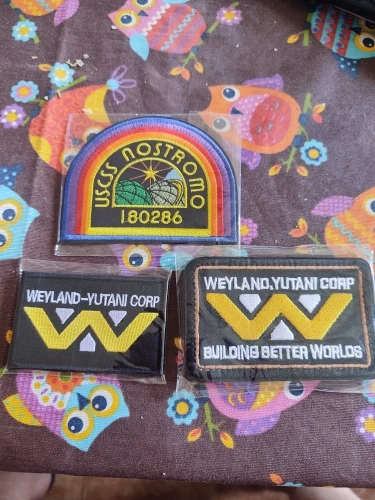 USCSS NOSTROMO
180286
WEYLAND-YUTANI CORP
WEYLAND.YUTANI CORP
BUILDING BETTER WORLDS